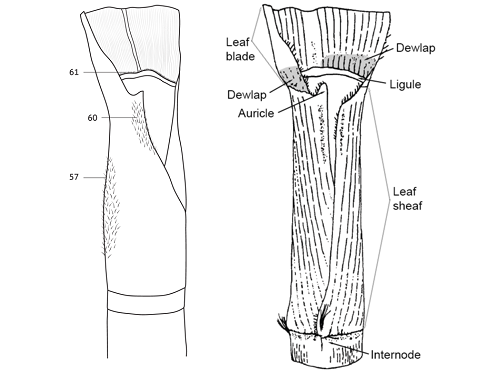 61
60
57
Leaf
blade
Dewlap
Dewlap
Ligule
Auricle
Leaf
sheaf
Internode